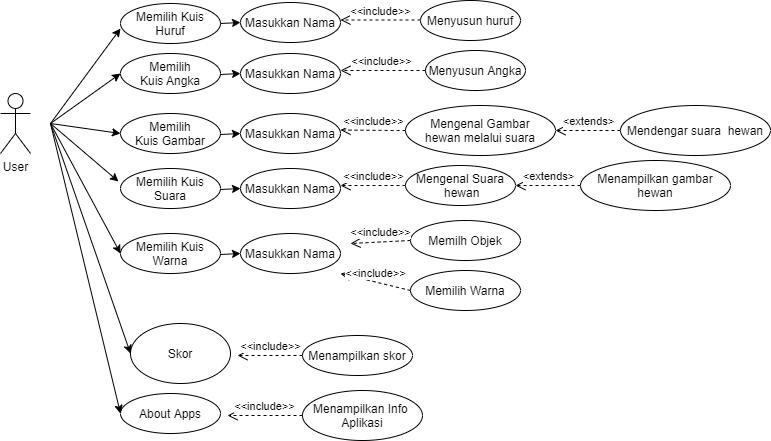 Memilih Kuis
Huruf
Masukkan Nama
<<include>>
Menyusun huruf
Memilih
Kuis Angka
Masukkan Nama
<<include>>
Menyusun Angka
Memilih
Kuis Gambar
Masukkan Nama
<<include>>
Mengenal Gambar
hewan melalui suara
<extends>
Mendengar suara hewan
User
Memilih Kuis
Suara
Masukkan Nama
<<include>>
Mengenal Suara
hewan
<extends>
Menampilkan gambar
hewan
Memilih Kuis
Warna
Masukkan Nama
<<include>>
Memilh Objek
<<include>>
Memilih Warna
Skor
<<include>>
Menampilkan skor
About Apps
<<include>>
Menampilkan Info
Aplikasi